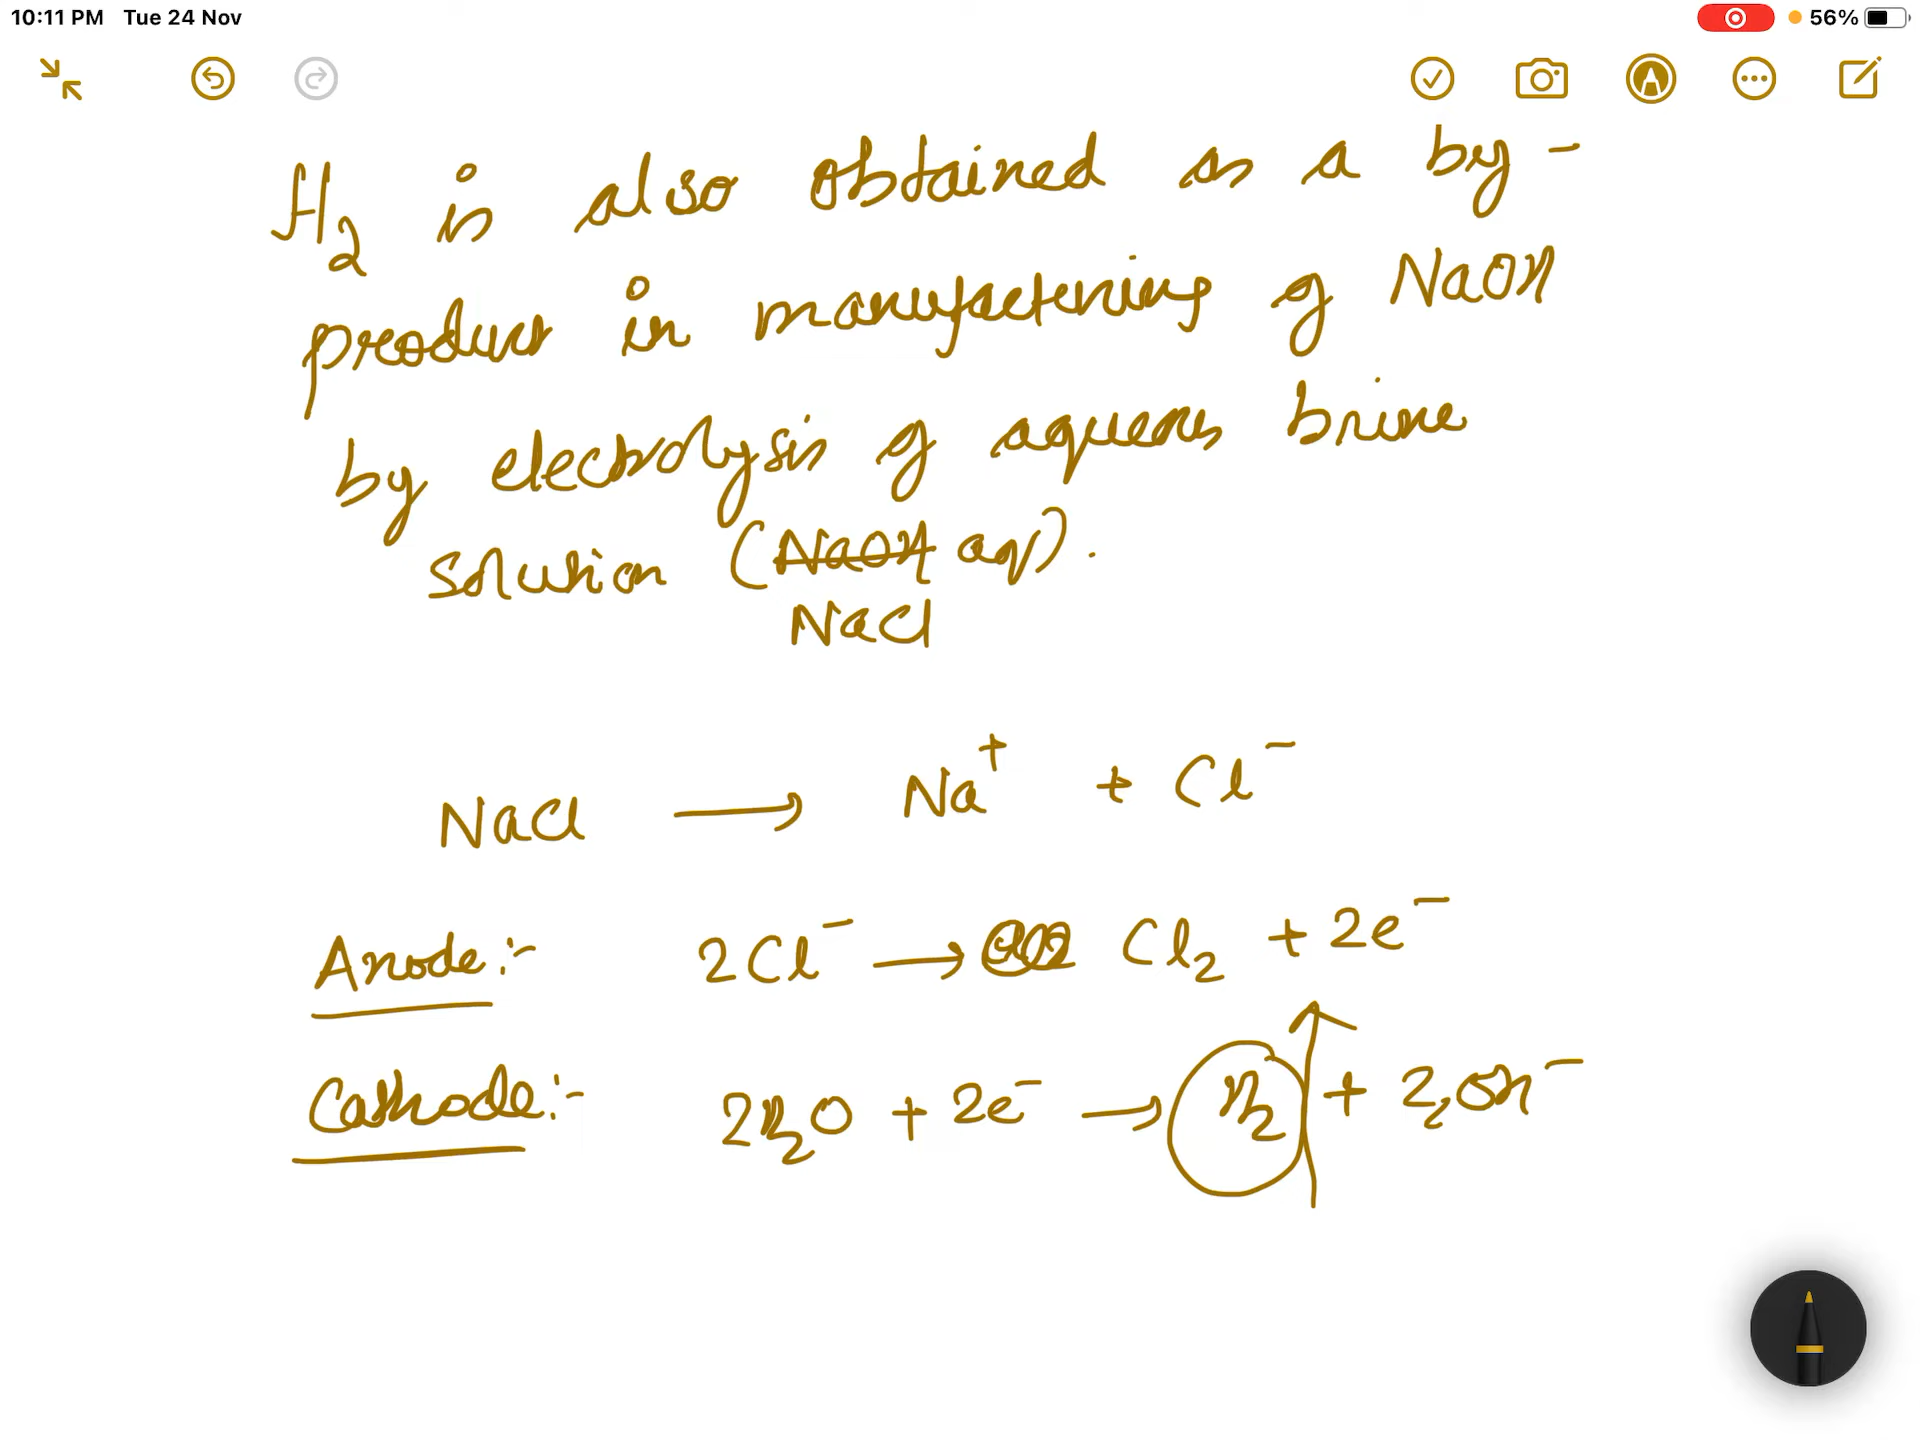 10:11 PM Tue 24 Nov 56%
H₂ is also obtained as a by-
product in manufacturing of NaOH
by electrolysis of aqueous brine
solution (NaOH aq).
NaCl
NaCl → Na⁺ + Cl⁻
Anode:- 2Cl⁻ → Cl₂ + 2e⁻
Cathode:- 2H₂O + 2e⁻ → H₂ ↑ + 2OH⁻